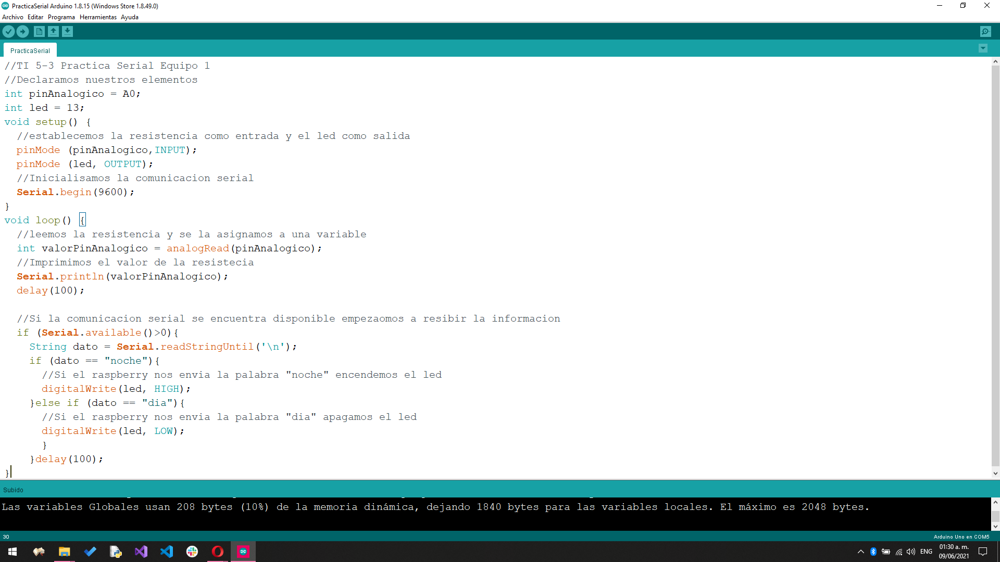 PracticaSerial Arduino 1.8.15 (Windows Store 1.8.49.0)
Archivo Editar Programa Herramientas Ayuda
PracticaSerial
//TI 5-3 Practica Serial Equipo 1
//Declaramos nuestros elementos
int pinAnalogico = A0;
int led = 13;
void setup() {
  //establecemos la resistencia como entrada y el led como salida
  pinMode (pinAnalogico,INPUT);
  pinMode (led, OUTPUT);
  //Inicialisamos la comunicacion serial
  Serial.begin(9600);
}
void loop() {
  //leemos la resistencia y se la asignamos a una variable
  int valorPinAnalogico = analogRead(pinAnalogico);
  //Imprimimos el valor de la resistecia
  Serial.println(valorPinAnalogico);
  delay(100);
  //Si la comunicacion serial se encuentra disponible empezaomos a resibir la informacion
  if (Serial.available()>0){
    String dato = Serial.readStringUntil('\n');
    if (dato == "noche"){
      //Si el raspberry nos envia la palabra "noche" encendemos el led
      digitalWrite(led, HIGH);
    }else if (dato == "dia"){
      //Si el raspberry nos envia la palabra "dia" apagamos el led
      digitalWrite(led, LOW);
      }
    }delay(100);
}
Subido
Las variables Globales usan 208 bytes (10%) de la memoria dinámica, dejando 1840 bytes para las variables locales. El máximo es 2048 bytes.
30
Arduino Uno en COM5
ENG
01:30 a. m.
09/06/2021